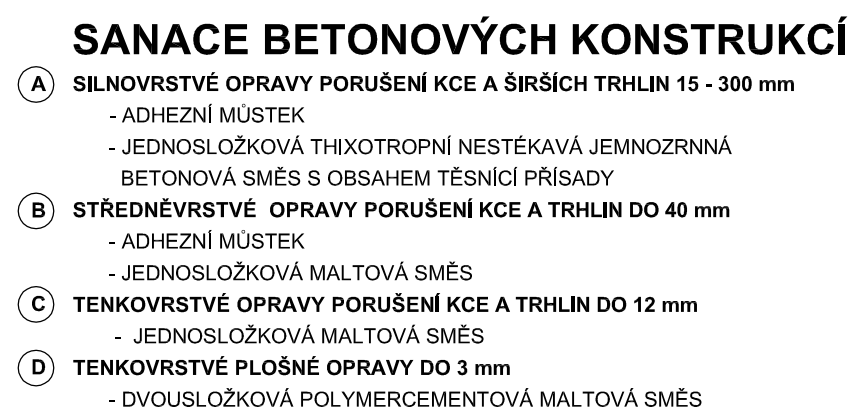 SANACE BETONOVÝCH KONSTRUKCÍ
A SILNOVRSTVÉ OPRAVY PORUŠENÍ KCE A ŠIRŠÍCH TRHLIN 15 - 300 mm
- ADHEZNÍ MŮSTEK
- JEDNOSLOŽKOVÁ THIXOTROPNÍ NESTÉKAVÁ JEMNOZRNNÁ
BETONOVÁ SMĚS S OBSAHEM TĚSNÍCÍ PŘÍSADY
B STŘEDNĚVRSTVÉ OPRAVY PORUŠENÍ KCE A TRHLIN DO 40 mm
- ADHEZNÍ MŮSTEK
- JEDNOSLOŽKOVÁ MALTOVÁ SMĚS
C TENKOVRSTVÉ OPRAVY PORUŠENÍ KCE A TRHLIN DO 12 mm
- JEDNOSLOŽKOVÁ MALTOVÁ SMĚS
D TENKOVRSTVÉ PLOŠNÉ OPRAVY DO 3 mm
- DVOUSLOŽKOVÁ POLYMERCEMENTOVÁ MALTOVÁ SMĚS